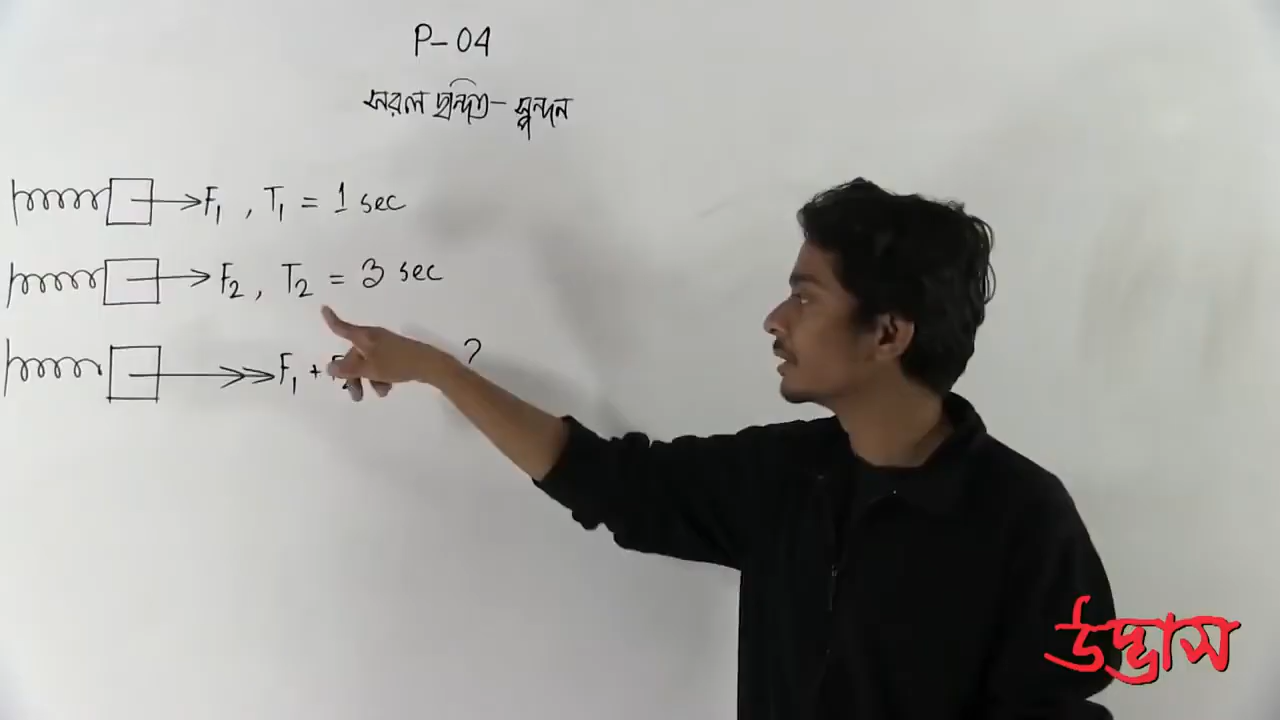 P-04
সরল ছন্দিত-স্পন্দন
F₁, T₁ = 1 sec
F₂, T₂ = 3 sec
F₁ + F₂ ?
উদ্ভাস